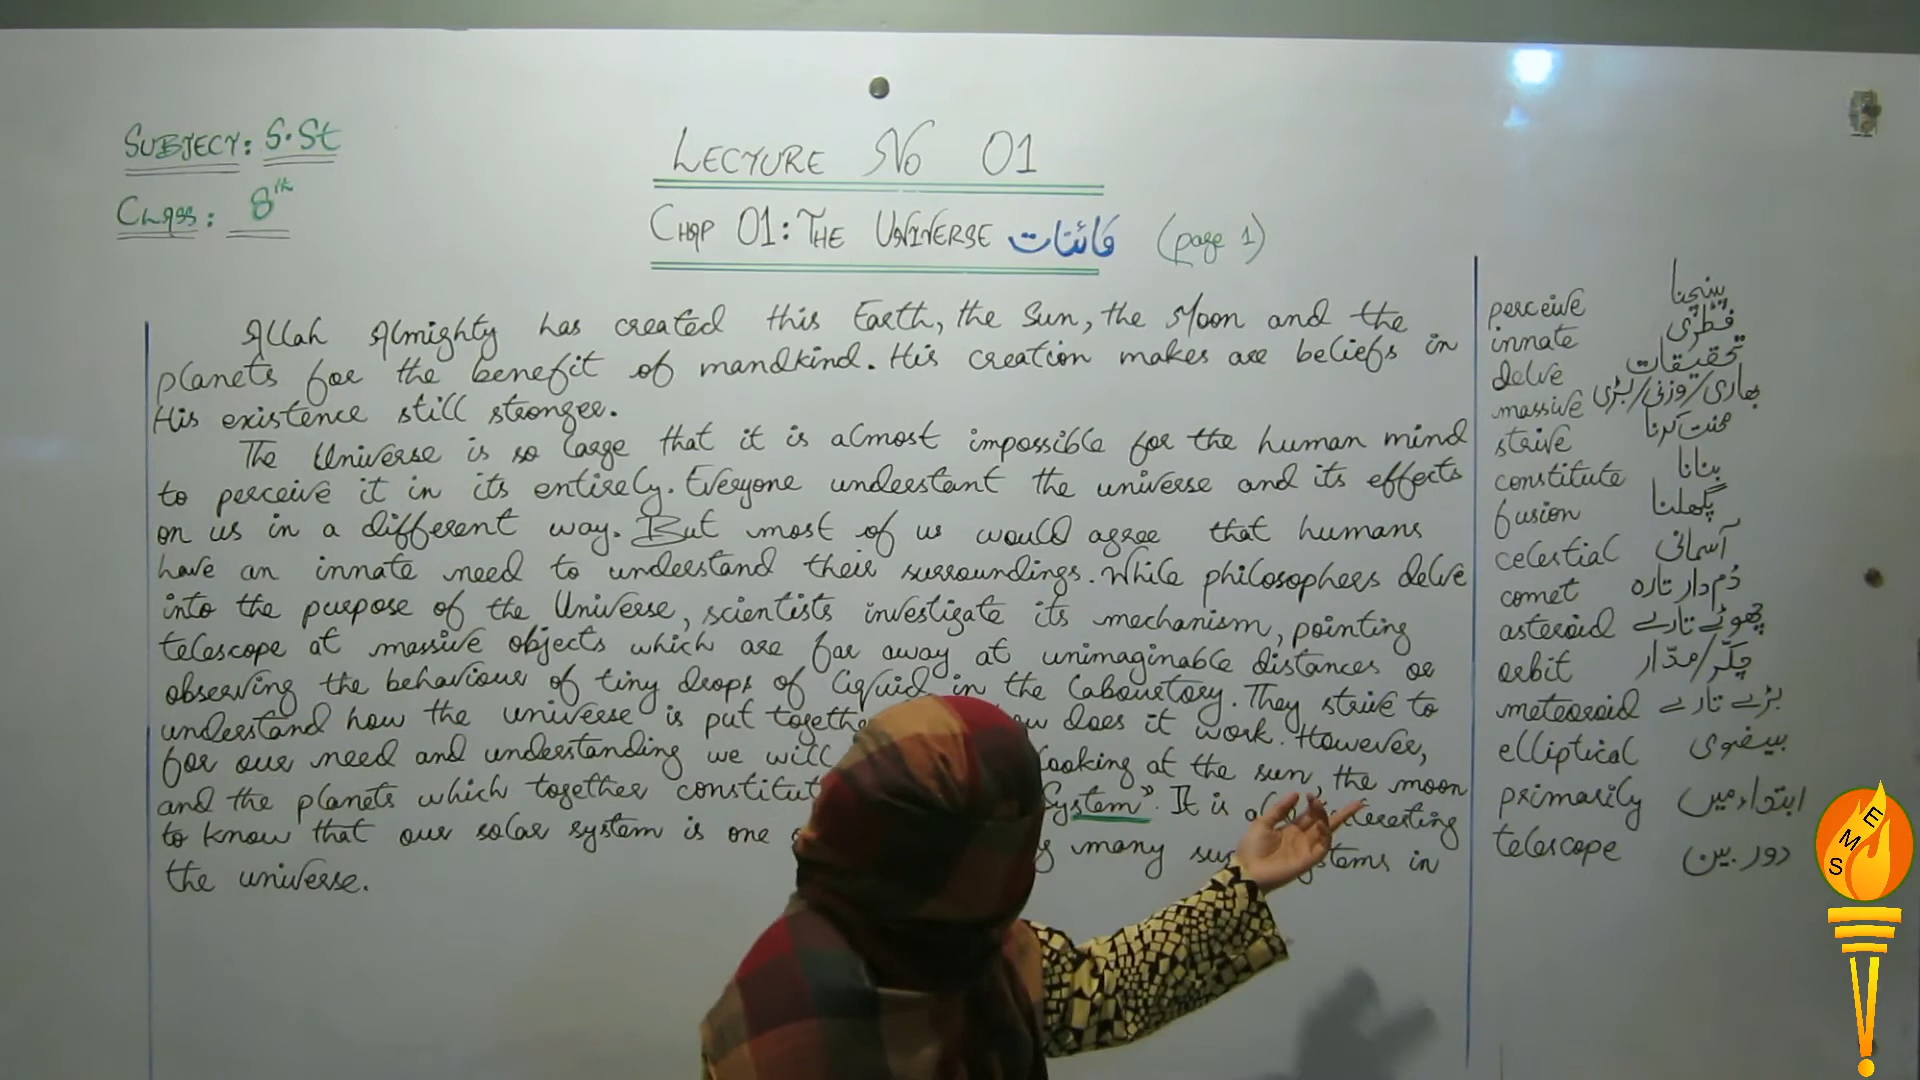 SUBJECT: S.St
CLASS: 8th
LECTURE No 01
CHAP 01: THE UNIVERSE کائنات (page 1)
Allah Almighty has created this Earth, the Sun, the Moon and the
planets for the benefit of mandkind. His creation makes are beliefs in
His existence still stronger.
The Universe is so large that it is almost impossible for the human mind
to perceive it in its entirely. Everyone understant the universe and its effects
on us in a different way. But most of us would agree that humans
have an innate need to understand their surroundings. While philosophers delve
into the purpose of the Universe, scientists investigate its mechanism, pointing
telescope at massive objects which are far away at unimaginable distances or
observing the behaviour of tiny drops of liquid in the labouretory. They strive to
understand how the universe is put does it work. However,
for our need and understanding we will looking at the sun, the moon
and the planets which together System". It is
to know that our solar system is one many in
the universe.
perceive پہنچنا
innate فطری
delve تحقیقات
massive بھاری/وزنی/بڑی
strive محنت کرنا
constitute بنانا
fusion پگھلنا
celestial آسمانی
comet دُم دار تارہ
asteroid چھوٹے تارے
orbit چکّر/مدّار
meteoroid بڑے تارے
elliptical بیضوی
primarily ابتداء میں
telescope دوربین
SME